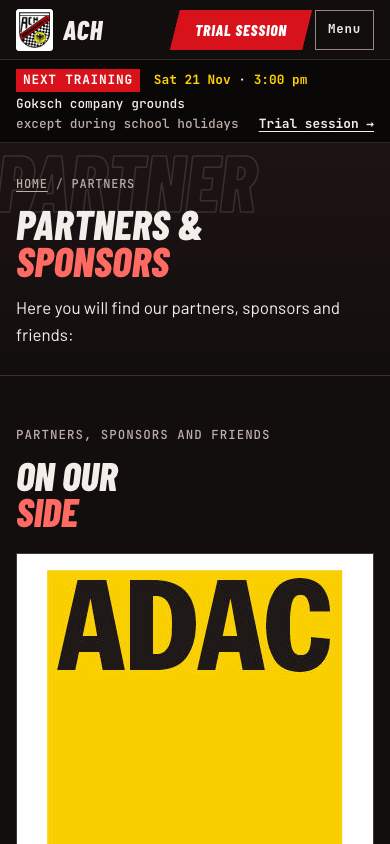 ACH
ACH
TRIAL SESSION
Menu
NEXT TRAINING Sat 21 Nov · 3:00 pm
Goksch company grounds
except during school holidays Trial session →
PARTNER
HOME / PARTNERS
PARTNERS &
SPONSORS
Here you will find our partners, sponsors and
friends:
PARTNERS, SPONSORS AND FRIENDS
ON OUR
SIDE
ADAC